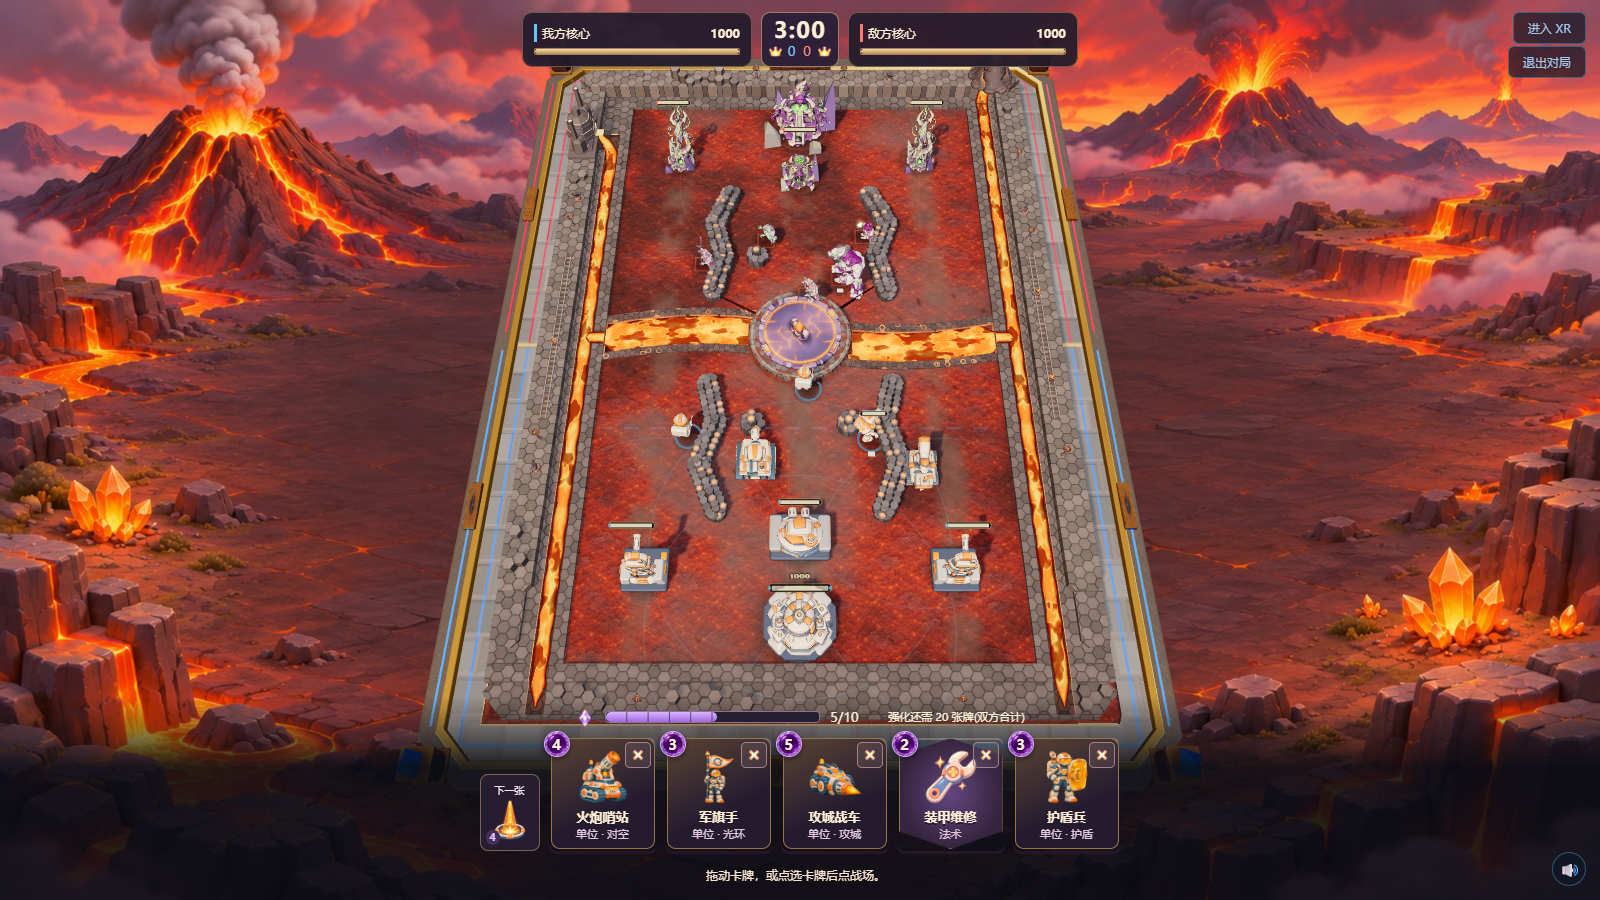 我方核心 1000
3:00
0 0
敌方核心 1000
进入 XR
退出对局
1000
5/10
强化还需 20 张牌(双方合计)
下一张
4
4
火炮哨站
单位 · 对空
3
军旗手
单位 · 光环
5
攻城战车
单位 · 攻城
2
装甲维修
法术
3
护盾兵
单位 · 护盾
拖动卡牌，或点选卡牌后点战场。